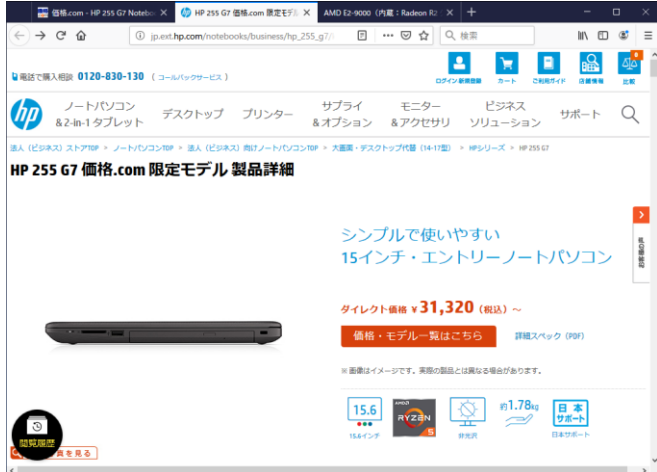 価格.com - HP 255 G7 Notebo
HP 255 G7 価格.com 限定モデル
AMD E2-9000（内蔵：Radeon R2
jp.ext.hp.com/notebooks/business/hp_255_g7/
検索
電話で購入相談 0120-830-130 （コールバックサービス）
ログイン/新規登録
カート
ご利用ガイド
店舗情報
比較
0
hp
ノートパソコン
&2-in-1タブレット
デスクトップ
プリンター
サプライ
&オプション
モニター
&アクセサリ
ビジネス
ソリューション
サポート
法人（ビジネス）ストアTOP > ノートパソコンTOP > 法人（ビジネス）向けノートパソコンTOP > 大画面・デスクトップ代替（14-17型） > HPシリーズ > HP 255 G7
HP 255 G7 価格.com 限定モデル 製品詳細
お客様の声
シンプルで使いやすい
15インチ・エントリーノートパソコン
ダイレクト価格 ¥31,320（税込）～
価格・モデル一覧はこちら
詳細スペック（PDF）
※ 画像はイメージです。実際の製品とは異なる場合があります。
15.6
15.6インチ
AMD
RYZEN
5
非光沢
約1.78kg
日本
サポート
日本サポート
閲覧履歴
真を見る